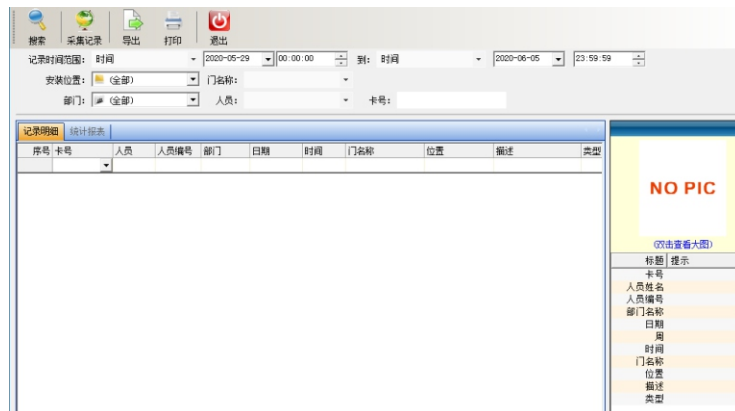 搜索 采集记录 导出 打印 退出
记录时间范围: 时间 2020-05-29 00:00:00 到: 时间 2020-06-05 23:59:59
安装位置: (全部) 门名称:
部门: (全部) 人员: 卡号:
记录明细 统计报表
序号 卡号 人员 人员编号 部门 日期 时间 门名称 位置 描述 类型
NO PIC
(双击查看大图)
标题 提示
卡号
人员姓名
人员编号
部门名称
日期
周
时间
门名称
位置
描述
类型